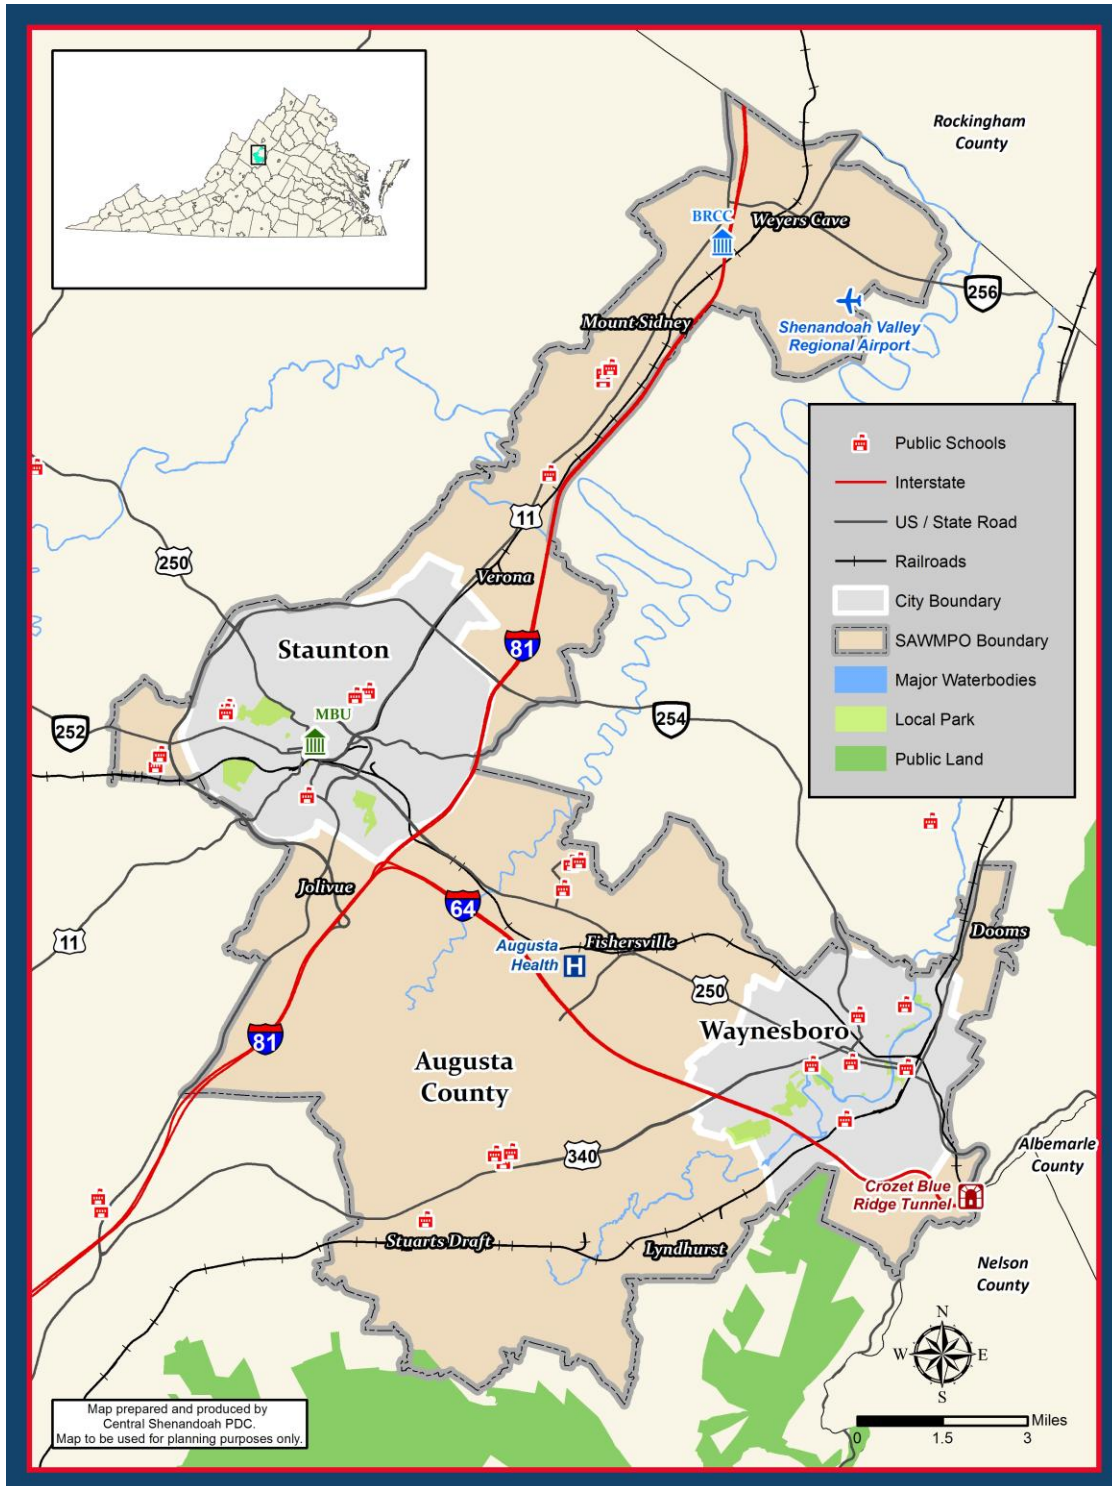 Rockingham
County
BRCC
Weyers Cave
256
Mount Sidney
Shenandoah Valley
Regional Airport
Public Schools
Interstate
US / State Road
Railroads
City Boundary
SAWMPO Boundary
Major Waterbodies
Local Park
Public Land
11
250
Verona
Staunton
81
252
MBU
254
Jolivue
64
11
Augusta
Health
H
Fishersville
Dooms
250
81
Waynesboro
Augusta
County
340
Albemarle
County
Crozet Blue
Ridge Tunnel
Stuarts Draft
Lyndhurst
Nelson
County
N
W
E
S
Map prepared and produced by
Central Shenandoah PDC.
Map to be used for planning purposes only.
Miles
0 1.5 3